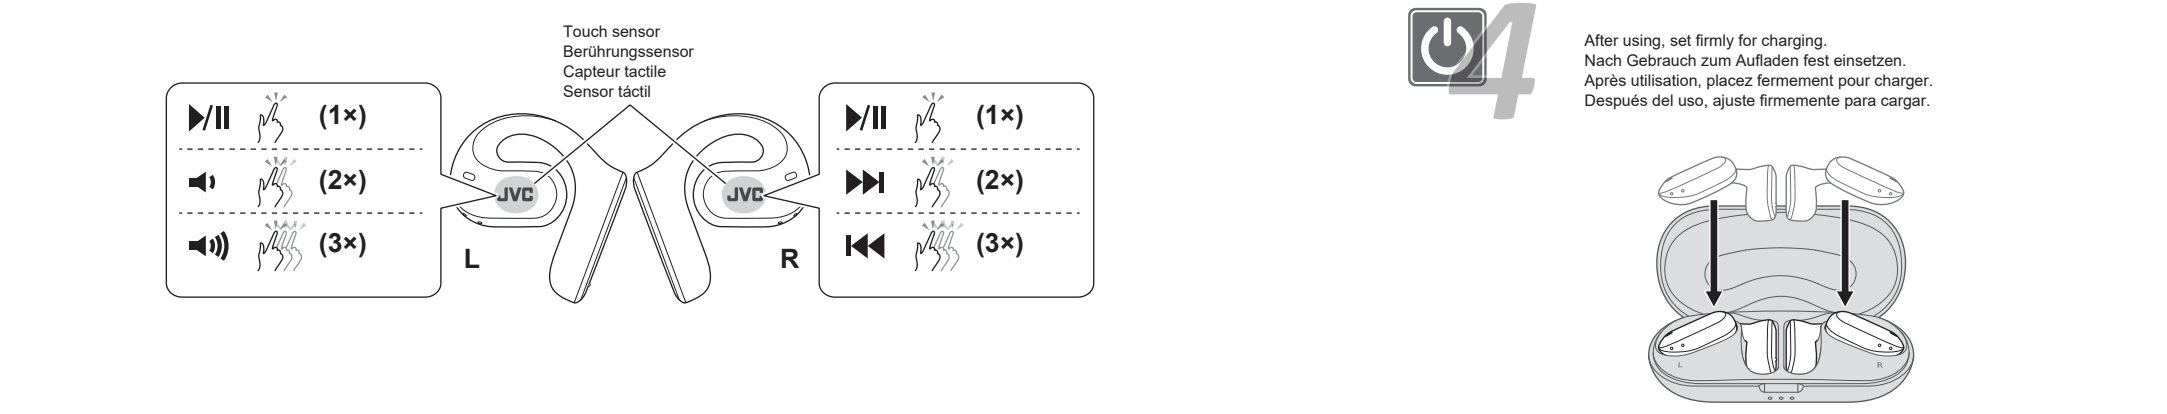 Touch sensor
Berührungssensor
Capteur tactile
Sensor táctil
(1×)
(2×)
(3×)
JVC
L
JVC
R
(1×)
(2×)
(3×)
4
After using, set firmly for charging.
Nach Gebrauch zum Aufladen fest einsetzen.
Après utilisation, placez fermement pour charger.
Después del uso, ajuste firmemente para cargar.
L
R